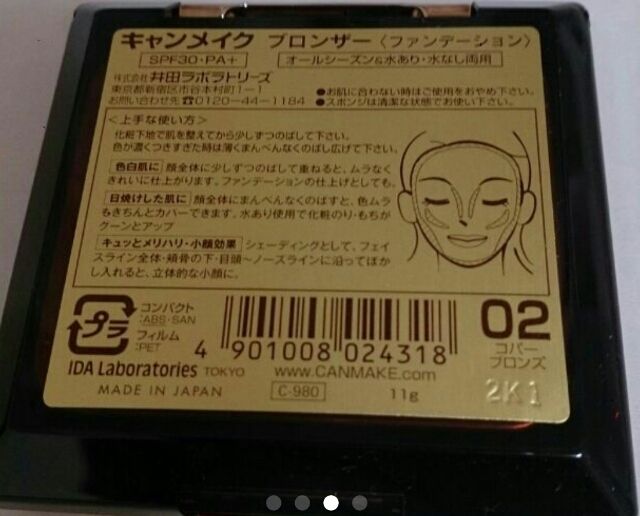 キャンメイク ブロンザー〈ファンデーション〉
SPF30・PA+ オールシーズン&水あり・水なし両用
株式会社 井田ラボラトリーズ
東京都新宿区市谷本村町1ー1
お問い合わせ先 ☎0120ー44ー1184
●お肌に合わない時はご使用をおやめ下さい。
●スポンジは清潔な状態でお使い下さい。
<上手な使い方>
化粧下地で肌を整えてから少しずつのばして下さい。
色が濃くつきすぎた時は薄くまんべんなくのばし広げて下さい。
色白肌に 顔全体に少しずつのばして重ねると、ムラなく
きれいに仕上がります。ファンデーションの仕上げとしても。
日焼けした肌に 顔全体にまんべんなくのばすと、色ムラ
もきちんとカバーできます。水あり使用で化粧のり・もちが
グーンとアップ
キュッとメリハリ・小顔効果 シェーディングとして、フェイ
スライン全体・頬骨の下・目頭〜ノーズラインに沿ってぼか
し入れると、立体的な小顔に。
プラ
コンパクト
:ABS・SAN
フィルム
:PET
4 901008 024318
02
コパー
ブロンズ
IDA Laboratories TOKYO WWW.CANMAKE.com
MADE IN JAPAN C-980 11g
2K1